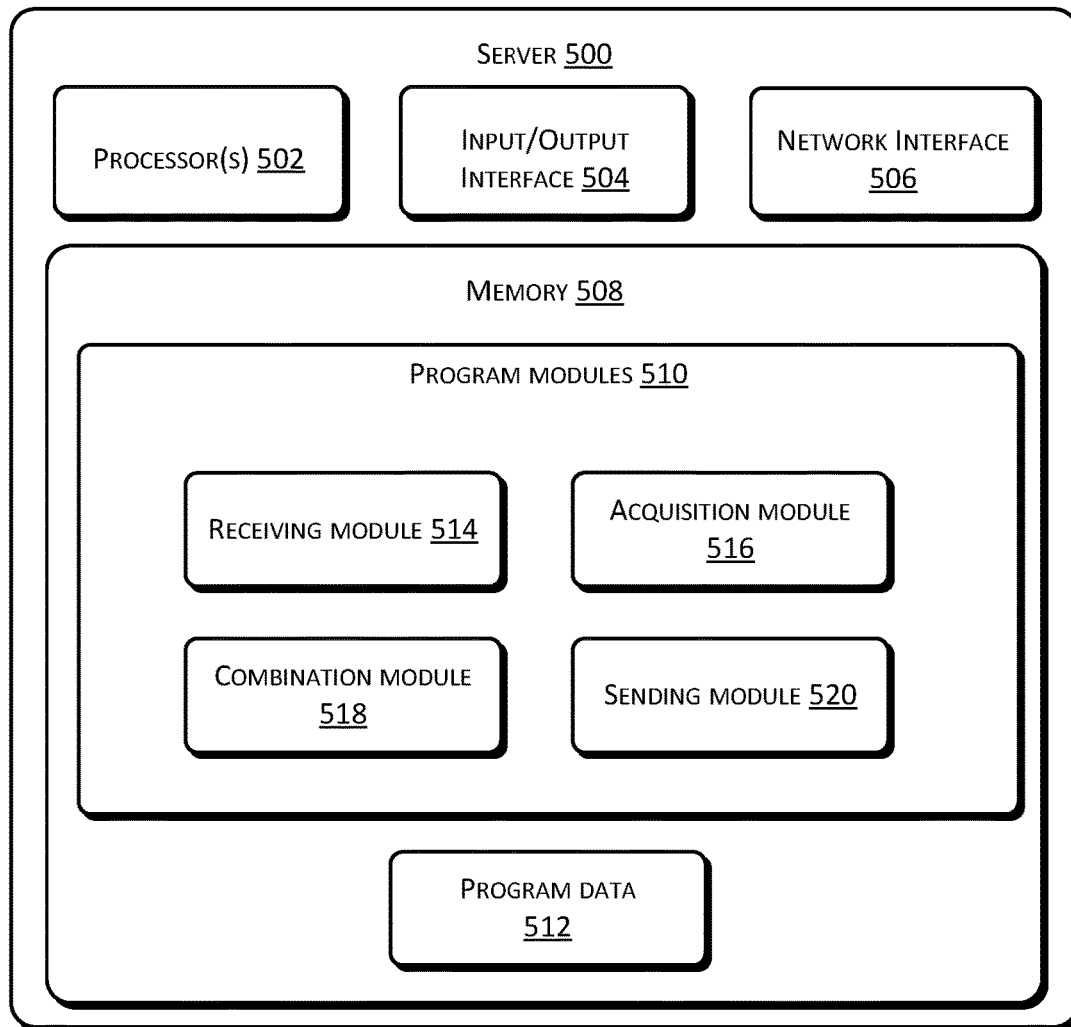 SERVER 500
PROCESSOR(S) 502
INPUT/OUTPUT
INTERFACE 504
NETWORK INTERFACE
506
MEMORY 508
PROGRAM MODULES 510
RECEIVING MODULE 514
ACQUISITION MODULE
516
COMBINATION MODULE
518
SENDING MODULE 520
PROGRAM DATA
512